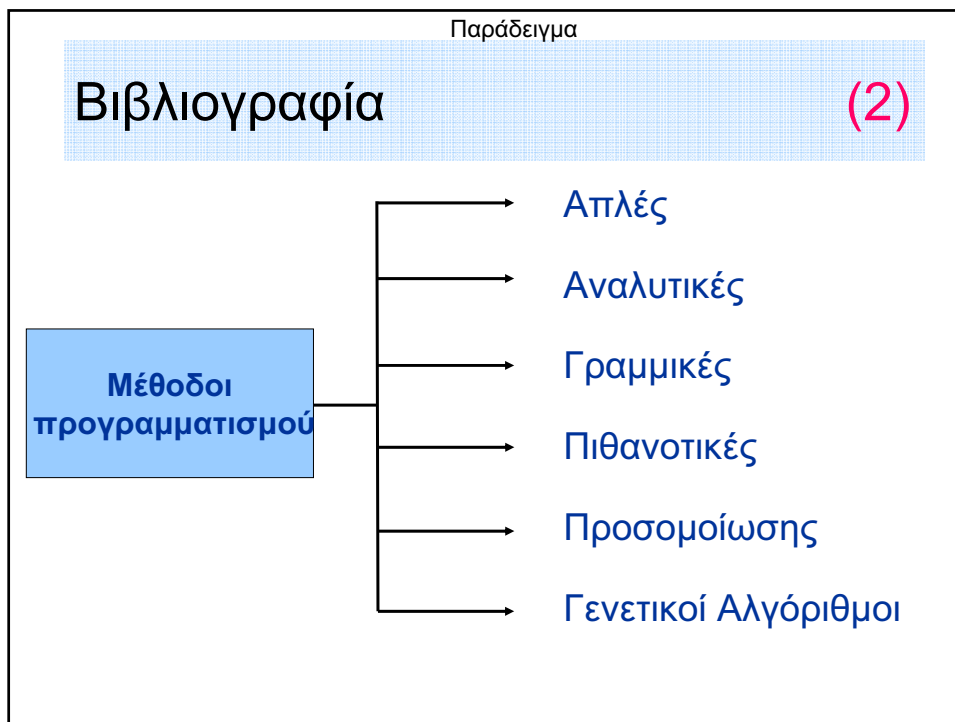 Παράδειγμα
Βιβλιογραφία (2)
Απλές
Αναλυτικές
Μέθοδοι
προγραμματισμού
Γραμμικές
Πιθανοτικές
Προσομοίωσης
Γενετικοί Αλγόριθμοι